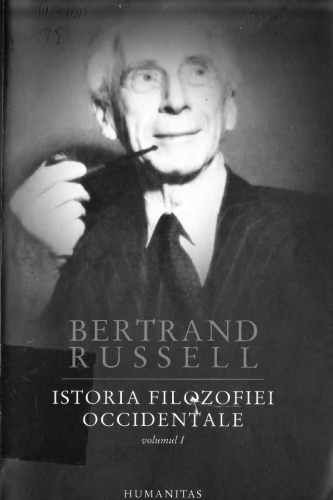 BERTRAND
RUSSELL
ISTORIA FILOZOFIEI
OCCIDENTALE
volumul I
HUMANITAS